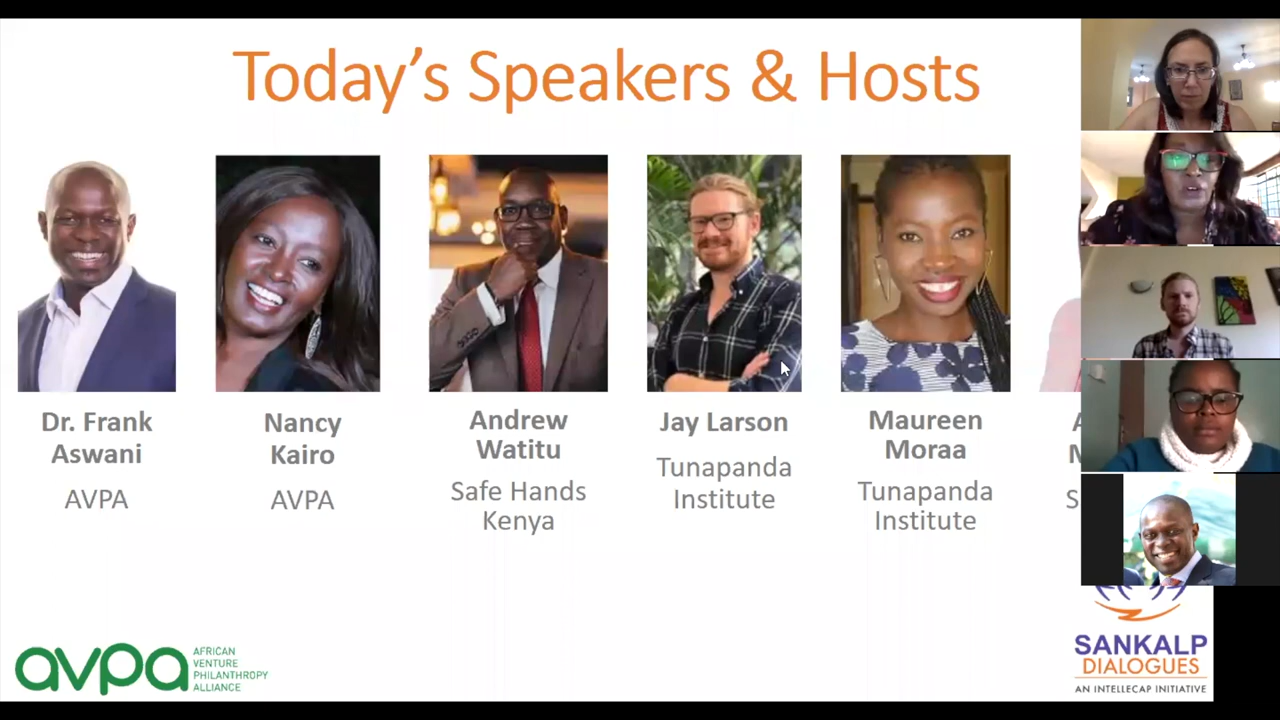 Today's Speakers & Hosts
Dr. Frank
Aswani
AVPA
Nancy
Kairo
AVPA
Andrew
Watitu
Safe Hands
Kenya
Jay Larson
Tunapanda
Institute
Maureen
Moraa
Tunapanda
Institute
avpa
AFRICAN
VENTURE
PHILANTHROPY
ALLIANCE
SANKALP
DIALOGUES
AN INTELLECAP INITIATIVE